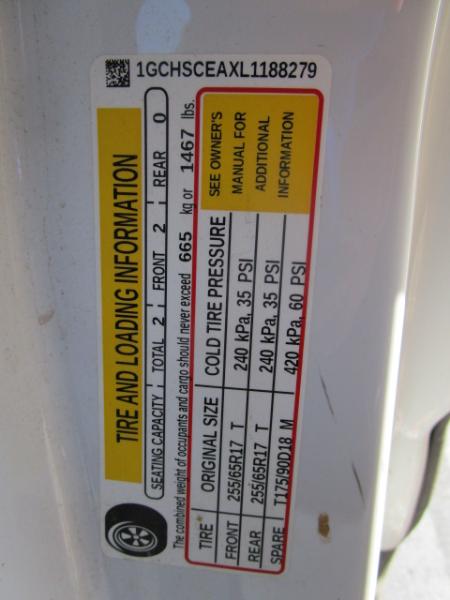 1GCHSCEAXL1188279
TIRE AND LOADING INFORMATION
SEATING CAPACITY TOTAL 2 FRONT 2 REAR 0
The combined weight of occupants and cargo should never exceed 665 kg or 1467 lbs.
TIRE* ORIGINAL SIZE COLD TIRE PRESSURE SEE OWNER'S
FRONT 255/65R17 T 240 kPa, 35 PSI MANUAL FOR
REAR 255/65R17 T 240 kPa, 35 PSI ADDITIONAL
SPARE T175/90D18 M 420 kPa, 60 PSI INFORMATION